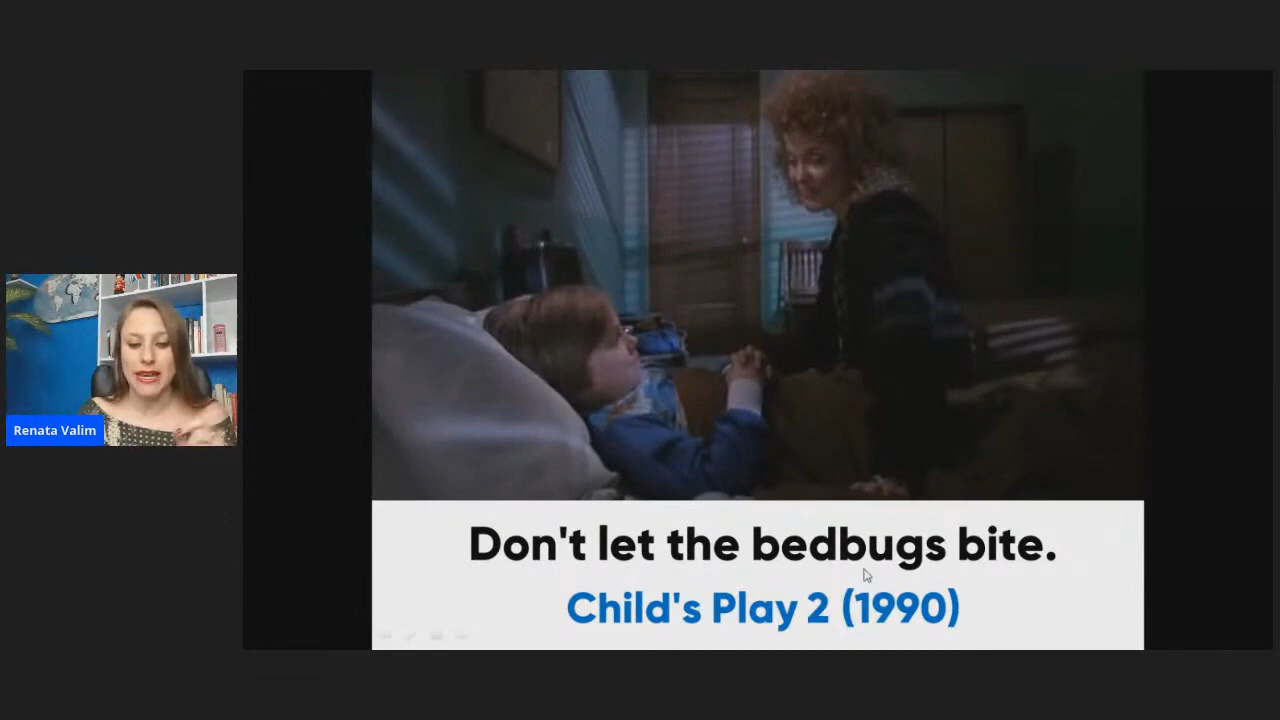 Renata Valim
Don't let the bedbugs bite.
Child's Play 2 (1990)